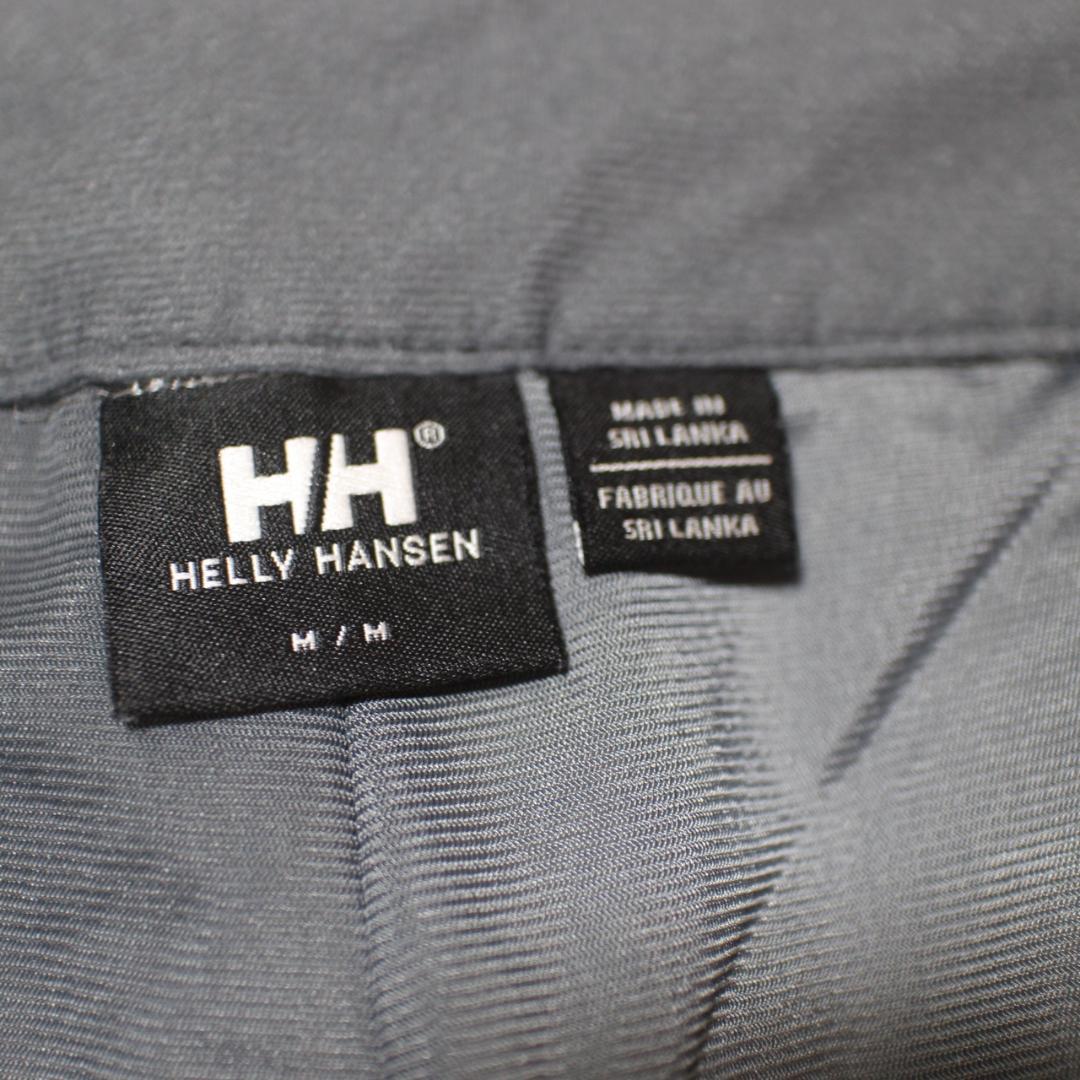 HH®
HELLY HANSEN
M / M
MADE IN
SRI LANKA
FABRIQUE AU
SRI LANKA